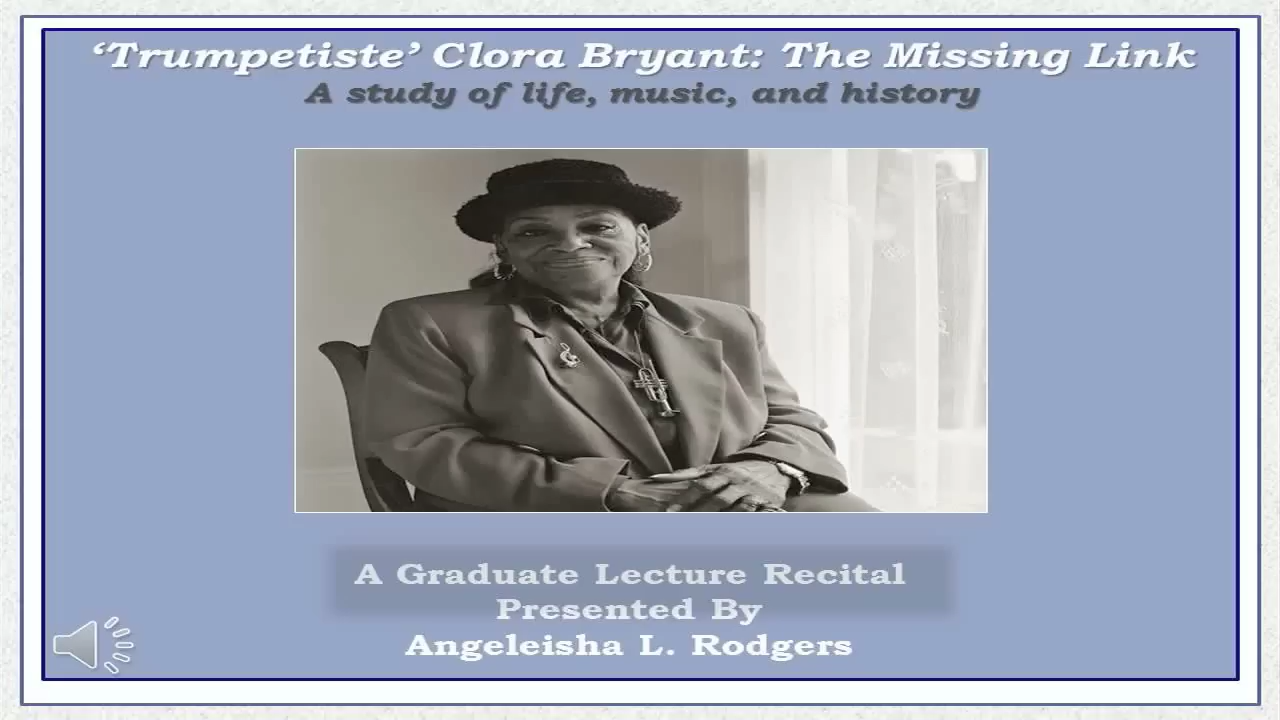 ‘Trumpetiste’ Clora Bryant: The Missing Link
A study of life, music, and history
A Graduate Lecture Recital
Presented By
Angeleisha L. Rodgers